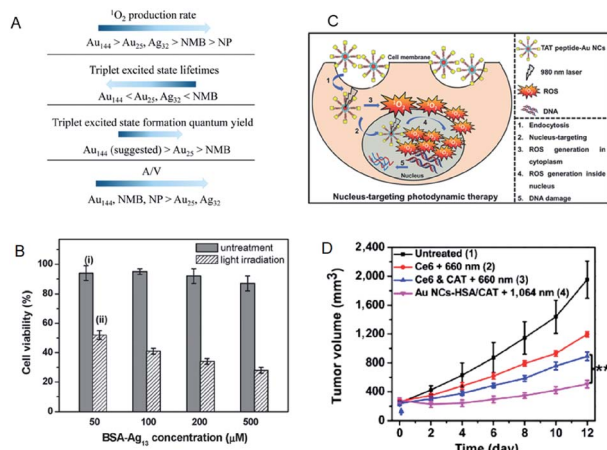 A
¹O₂ production rate
Au₁₄₄ > Au₂₅, Ag₃₂ > NMB > NP
Triplet excited state lifetimes
Au₁₄₄ < Au₂₅, Ag₃₂ < NMB
Triplet excited state formation quantum yield
Au₁₄₄ (suggested) > Au₂₅ > NMB
A/V
Au₁₄₄, NMB, NP > Au₂₅, Ag₃₂
B
untreatment
light irradiation
(i)
(ii)
Cell viability (%)
100
80
60
40
20
0
50
100
200
500
BSA-Ag₁₃ concentration (μM)
C
Cell membrane
1
2
3
4
5
Nucleus
Nucleus-targeting photodynamic therapy
TAT peptide-Au NCs
980 nm laser
ROS
DNA
1. Endocytosis
2. Nucleus-targeting
3. ROS generation in
cytoplasm
4. ROS generation inside
nucleus
5. DNA damage
D
Untreated (1)
Ce6 + 660 nm (2)
Ce6 & CAT + 660 nm (3)
Au NCs-HSA/CAT + 1,064 nm (4)
**
Tumor volume (mm³)
2,400
2,000
1,600
1,200
800
400
0
0
2
4
6
8
10
12
Time (day)